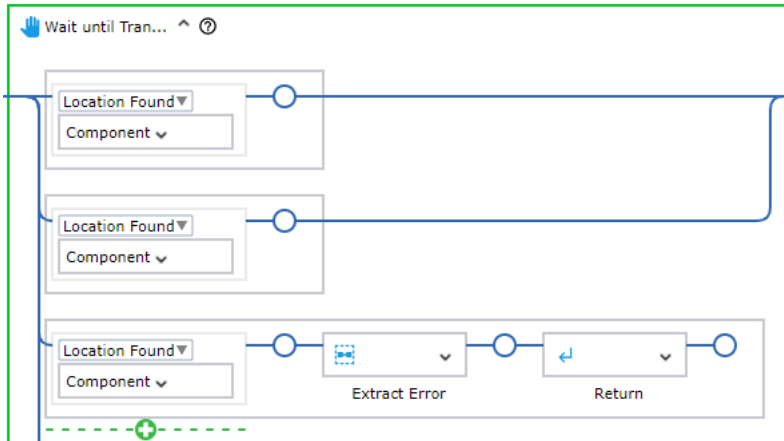 Wait until Tran...
Location Found
Component
Location Found
Component
Location Found
Component
Extract Error
Return